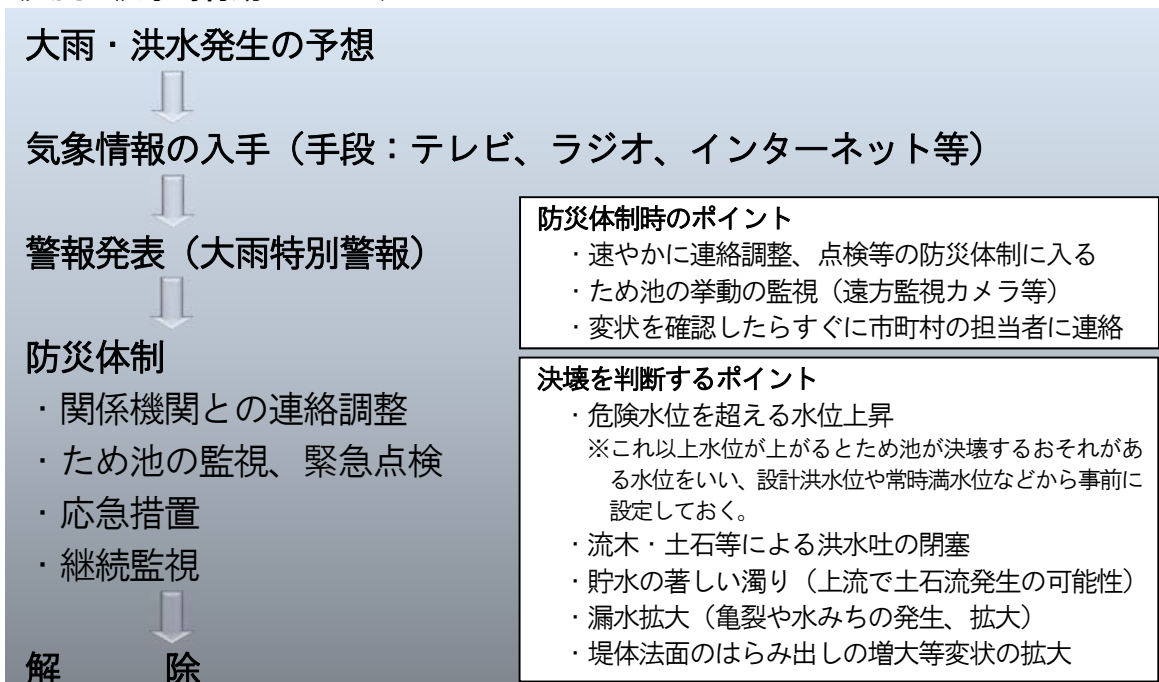 大雨・洪水発生の予想
気象情報の入手（手段：テレビ、ラジオ、インターネット等）
警報発表（大雨特別警報）
防災体制
・関係機関との連絡調整
・ため池の監視、緊急点検
・応急措置
・継続監視
解　　　除
防災体制時のポイント
・速やかに連絡調整、点検等の防災体制に入る
・ため池の挙動の監視（遠方監視カメラ等）
・変状を確認したらすぐに市町村の担当者に連絡
決壊を判断するポイント
・危険水位を超える水位上昇
※これ以上水位が上がるとため池が決壊するおそれがあ
る水位をいい、設計洪水位や常時満水位などから事前に
設定しておく。
・流木・土石等による洪水吐の閉塞
・貯水の著しい濁り（上流で土石流発生の可能性）
・漏水拡大（亀裂や水みちの発生、拡大）
・堤体法面のはらみ出しの増大等変状の拡大